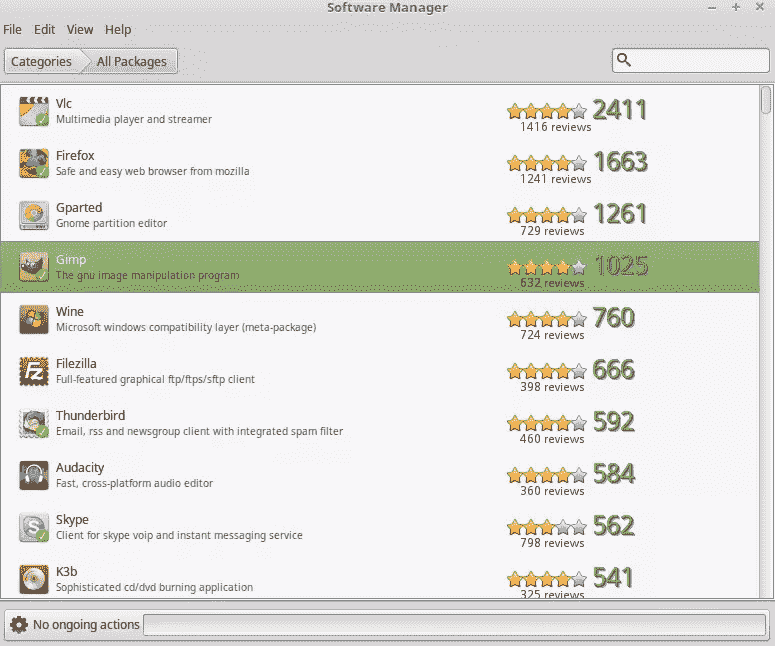 Software Manager
File Edit View Help
Categories All Packages
Vlc
Multimedia player and streamer
2411
1416 reviews
Firefox
Safe and easy web browser from mozilla
1663
1241 reviews
Gparted
Gnome partition editor
1261
729 reviews
Gimp
The gnu image manipulation program
1025
632 reviews
Wine
Microsoft windows compatibility layer (meta-package)
760
724 reviews
Filezilla
Full-featured graphical ftp/ftps/sftp client
666
398 reviews
Thunderbird
Email, rss and newsgroup client with integrated spam filter
592
460 reviews
Audacity
Fast, cross-platform audio editor
584
360 reviews
Skype
Client for skype voip and instant messaging service
562
798 reviews
K3b
Sophisticated cd/dvd burning application
541
325 reviews
No ongoing actions